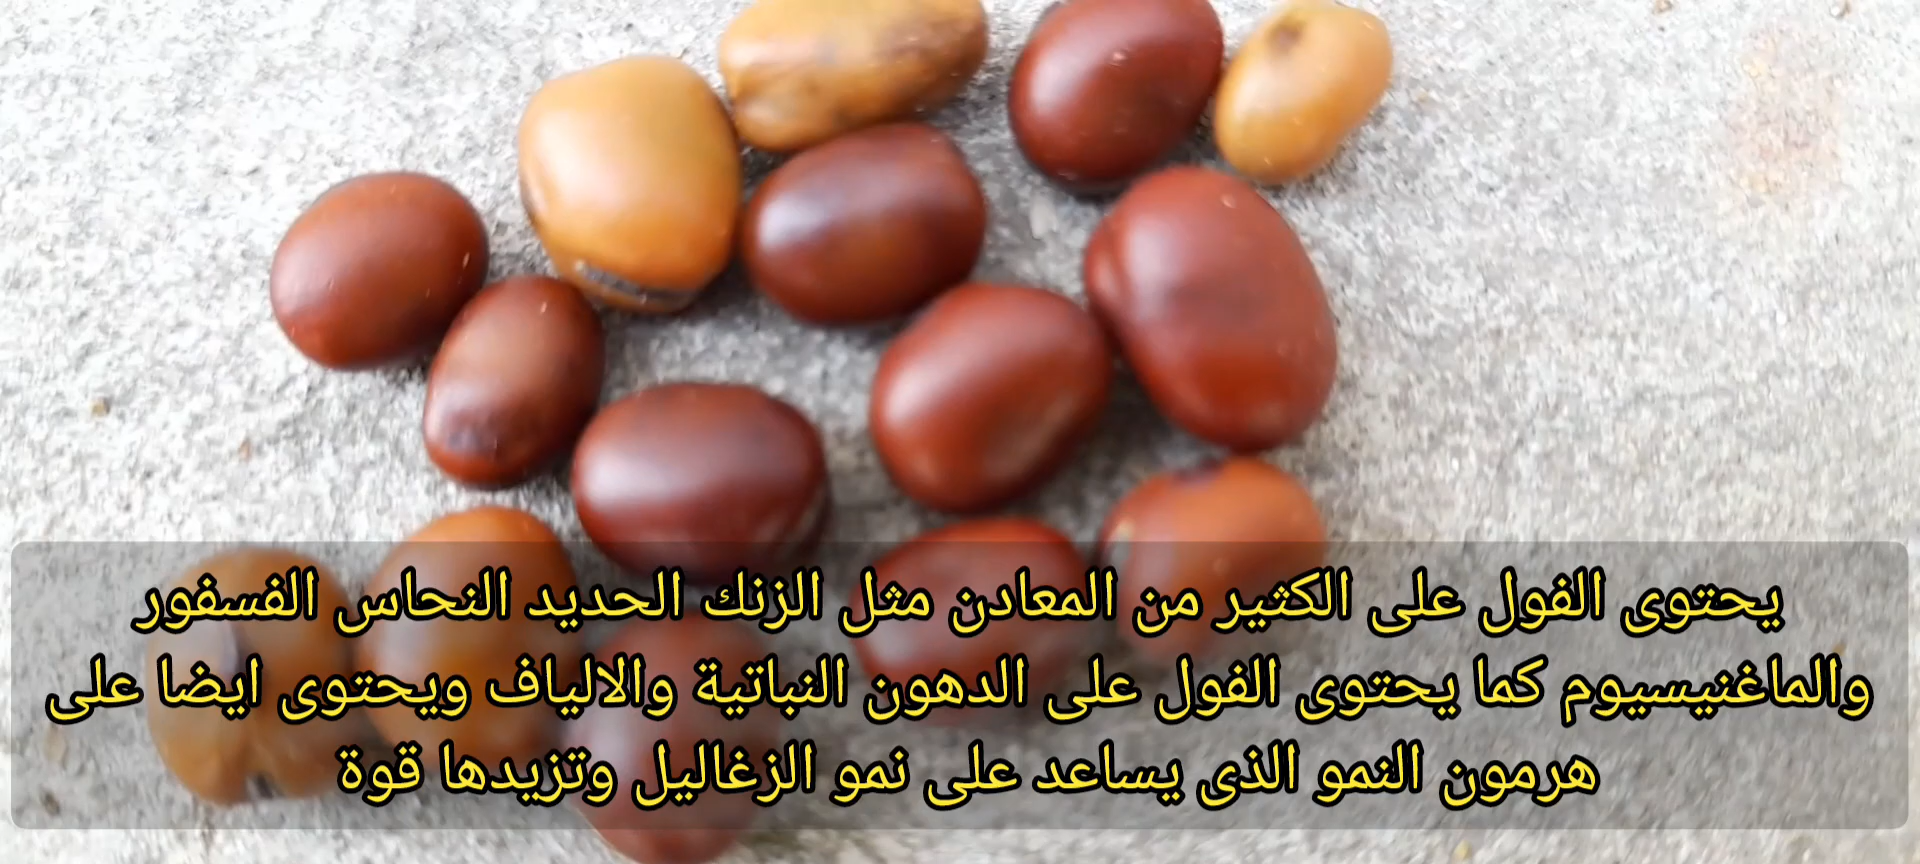 يحتوى الفول على الكثير من المعادن مثل الزنك الحديد النحاس الفسفور
والماغنيسيوم كما يحتوى الفول على الدهون النباتية والالياف ويحتوى ايضا على
هرمون النمو الذى يساعد على نمو الزغاليل وتزيدها قوة